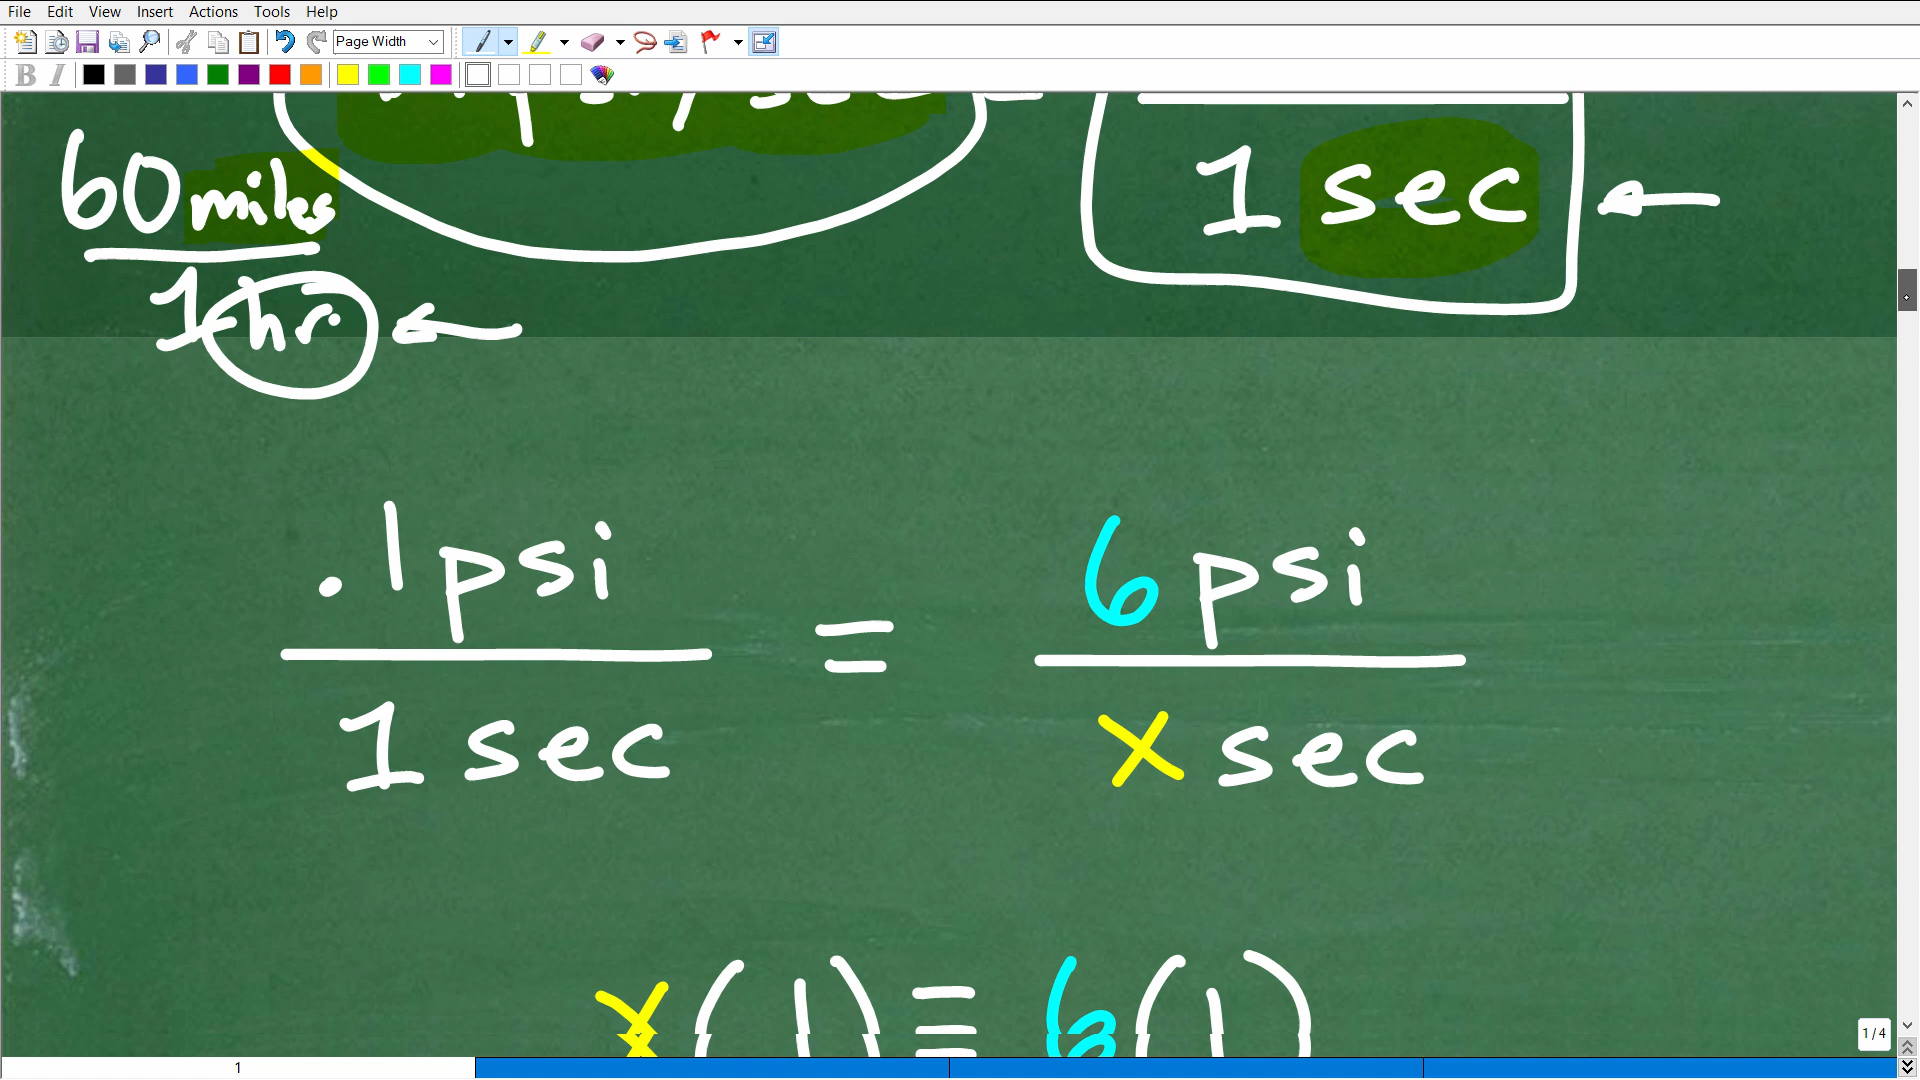 File Edit View Insert Actions Tools Help
Page Width
B I
60 miles
1 hr
1 sec
.1 psi = 6 psi
1 sec x sec
x ( 1 ) = 6 ( 1 )
1 / 4
1